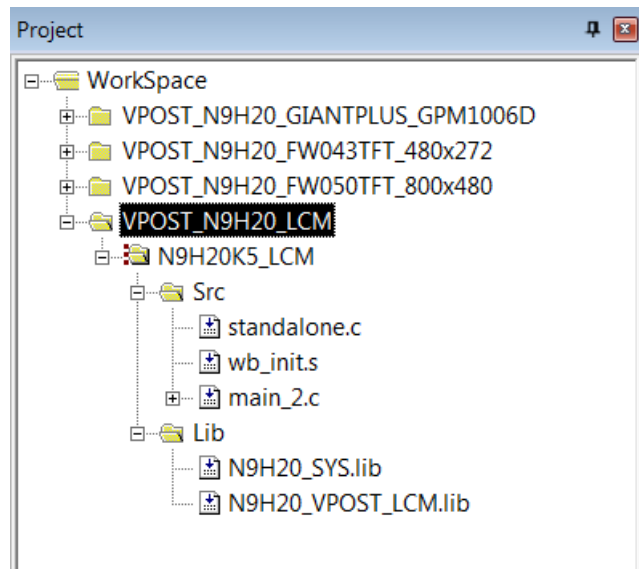 Project
WorkSpace
VPOST_N9H20_GIANTPLUS_GPM1006D
VPOST_N9H20_FW043TFT_480x272
VPOST_N9H20_FW050TFT_800x480
VPOST_N9H20_LCM
N9H20K5_LCM
Src
standalone.c
wb_init.s
main_2.c
Lib
N9H20_SYS.lib
N9H20_VPOST_LCM.lib